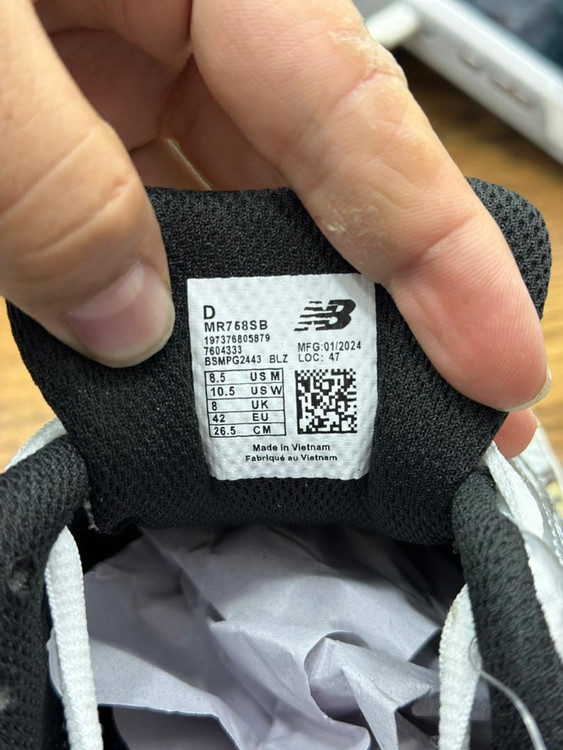 D
MR758SB
197376805879
7604333 MFG:01/2024
BSMPG2443 BLZ LOC: 47
8.5 US M
10.5 US W
8 UK
42 EU
26.5 CM
Made in Vietnam
Fabriqué au Vietnam